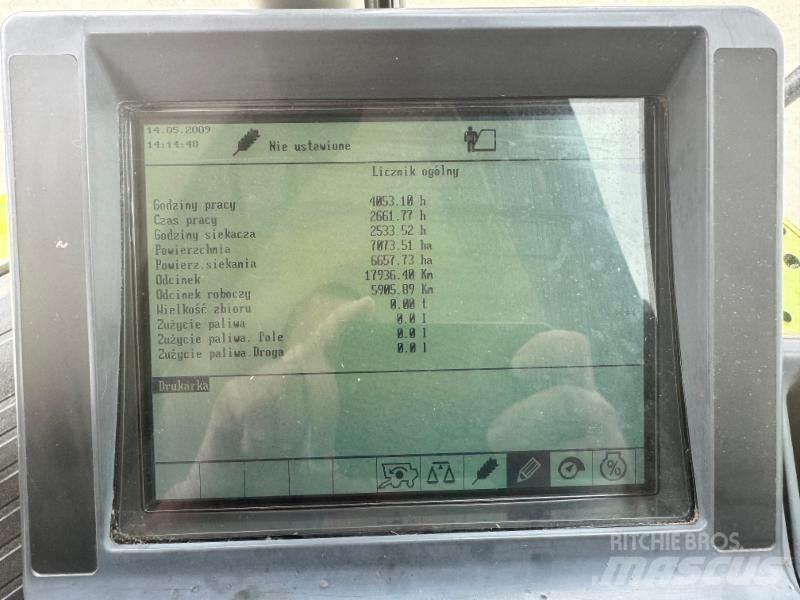 14.05.2009
14:14:48
Nie ustawione
Licznik ogólny
Godziny pracy 4053.10 h
Czas pracy 2661.77 h
Godziny siekacza 2533.52 h
Powierzchnia 7073.51 ha
Powierz.siekania 6657.73 ha
Odcinek 17936.40 Km
Odcinek roboczy 5905.89 Km
Wielkość zbioru 0.00 t
Zużycie paliwa 0.0 l
Zużycie paliwa. Pole 0.0 l
Zużycie paliwa.Droga 0.0 l
Drukarka
%
RITCHIE BROS.
MASCUS